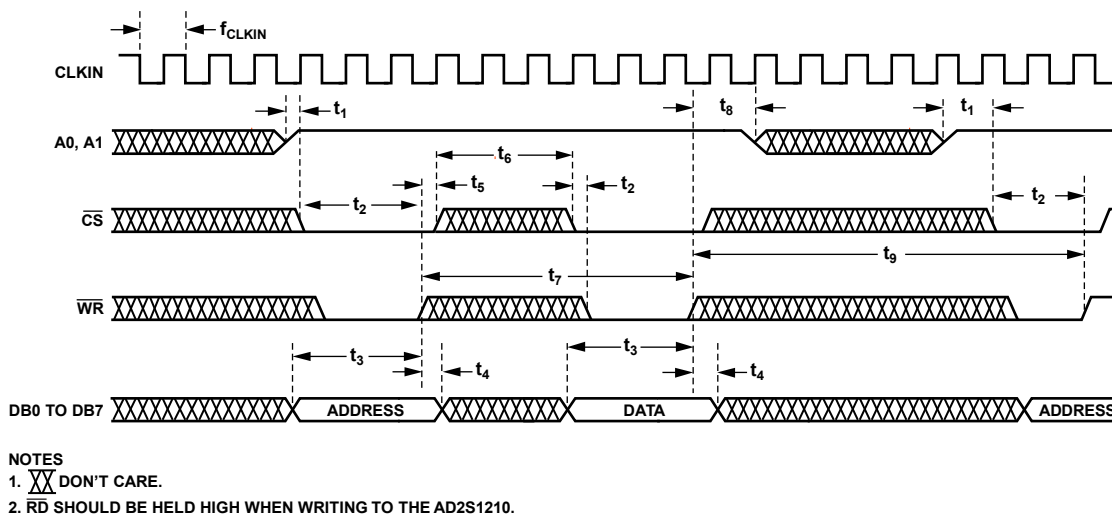 fCLKIN
CLKIN
t1 t8 t1
A0, A1
t6
t5 t2
t2 t2
CS
t9
t7
WR
t3 t3
t4 t4
DB0 TO DB7 ADDRESS DATA ADDRESS
NOTES
1. DON'T CARE.
2. RD SHOULD BE HELD HIGH WHEN WRITING TO THE AD2S1210.